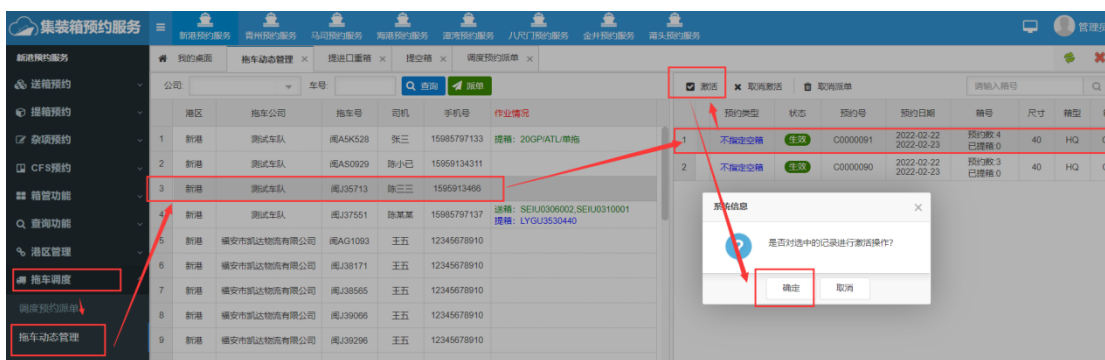 集装箱预约服务
新港预约服务 青州预约服务 马司预约服务 海港预约服务 八尺门预约服务 金井预约服务 莆头预约服务
新港预约服务 我的桌面 拖车动态管理 × 提进口重箱 × 提空箱 × 调度预约派单 ×
送箱预约
提箱预约
杂项预约
CFS预约
箱管功能
查询功能
港区管理
拖车调度
调度预约派单
拖车动态管理
公司: 车号: 查询 派单
港区 拖车公司 拖车号 司机 手机号 作业情况
1 新港 测试车队 闽A5K528 张三 15985797133 提箱：20GP/ATL/单拖
2 新港 测试车队 闽AS0929 陈小已 15959134311
3 新港 测试车队 闽J35713 陈三三 1595913466
4 新港 测试车队 闽J37551 陈某某 15985797137 送箱：SEIU0306002,SEIU0310001
提箱：LYGU3530440
5 新港 福安市凯达物流有限公司 闽AG1093 王五 12345678910
6 新港 福安市凯达物流有限公司 闽J38171 王五 12345678910
7 新港 福安市凯达物流有限公司 闽J38565 王五 12345678910
8 新港 福安市凯达物流有限公司 闽J39066 王五 12345678910
9 新港 福安市凯达物流有限公司 闽J39296 王五 12345678910
激活 取消激活 取消派单 请输入箱号
预约类型 状态 预约号 预约日期 箱号 尺寸 箱型
1 不指定空箱 生效 C0000091 2022-02-22 预约数:4 40 HQ
2022-02-23 已提箱:0
2 不指定空箱 生效 C0000090 2022-02-22 预约数:3 40 HQ
2022-02-23 已提箱:0
系统信息 ×
是否对选中的记录进行激活操作?
确定 取消